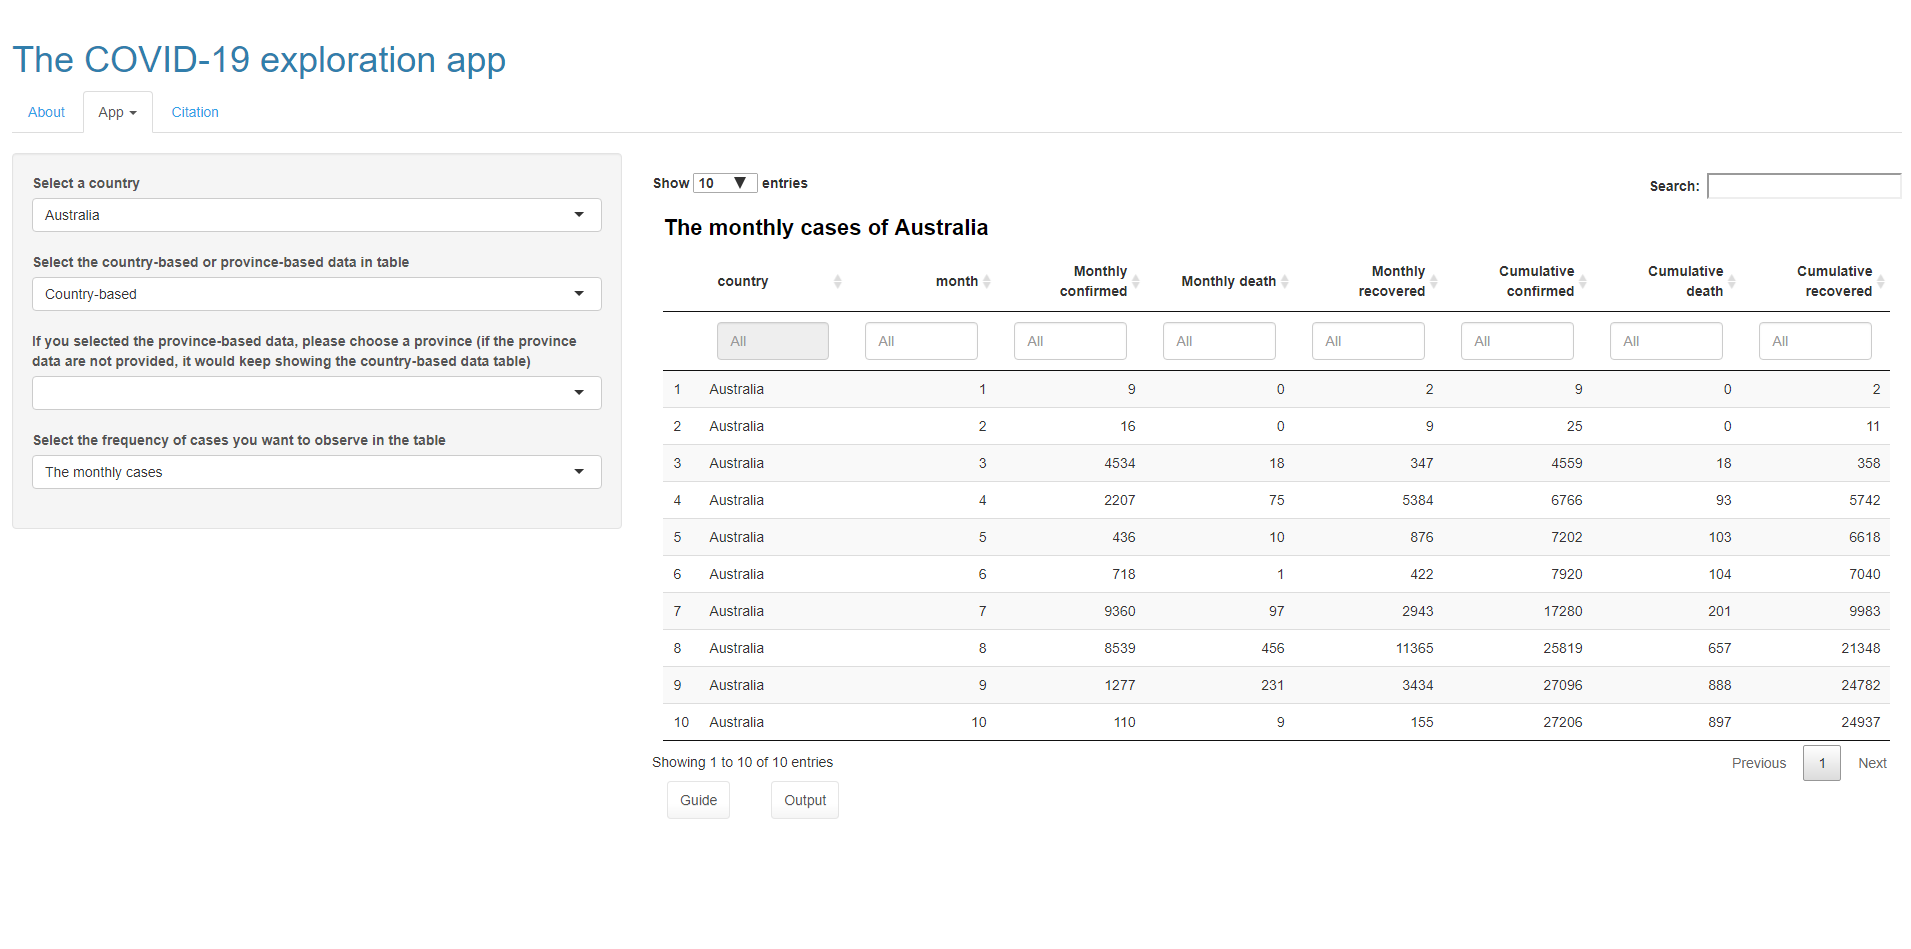 The COVID-19 exploration app
About App Citation
Select a country
Australia
Select the country-based or province-based data in table
Country-based
If you selected the province-based data, please choose a province (if the province
data are not provided, it would keep showing the country-based data table)
Select the frequency of cases you want to observe in the table
The monthly cases
Show 10 entries
Search:
The monthly cases of Australia
country month Monthly confirmed Monthly death Monthly recovered Cumulative confirmed Cumulative death Cumulative recovered
All All All All All All All All
1 Australia 1 9 0 2 9 0 2
2 Australia 2 16 0 9 25 0 11
3 Australia 3 4534 18 347 4559 18 358
4 Australia 4 2207 75 5384 6766 93 5742
5 Australia 5 436 10 876 7202 103 6618
6 Australia 6 718 1 422 7920 104 7040
7 Australia 7 9360 97 2943 17280 201 9983
8 Australia 8 8539 456 11365 25819 657 21348
9 Australia 9 1277 231 3434 27096 888 24782
10 Australia 10 110 9 155 27206 897 24937
Showing 1 to 10 of 10 entries
Previous 1 Next
Guide Output